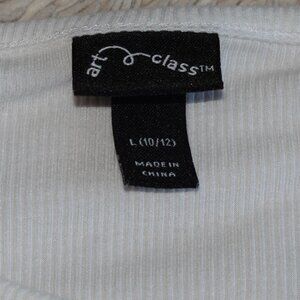 art class™
L (10/12)
MADE IN
CHINA